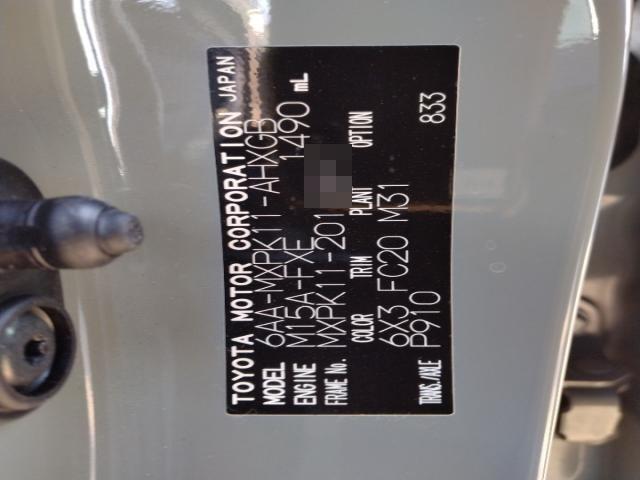 TOYOTA MOTOR CORPORATION JAPAN
MODEL 6AA-MXPK11-AHXGB
ENGINE M15A-FXE 1490 mL
FRAME No. MXPK11-201
COLOR TRIM PLANT OPTION
6X3 FC20 M31
TRANS./AXLE P910 833